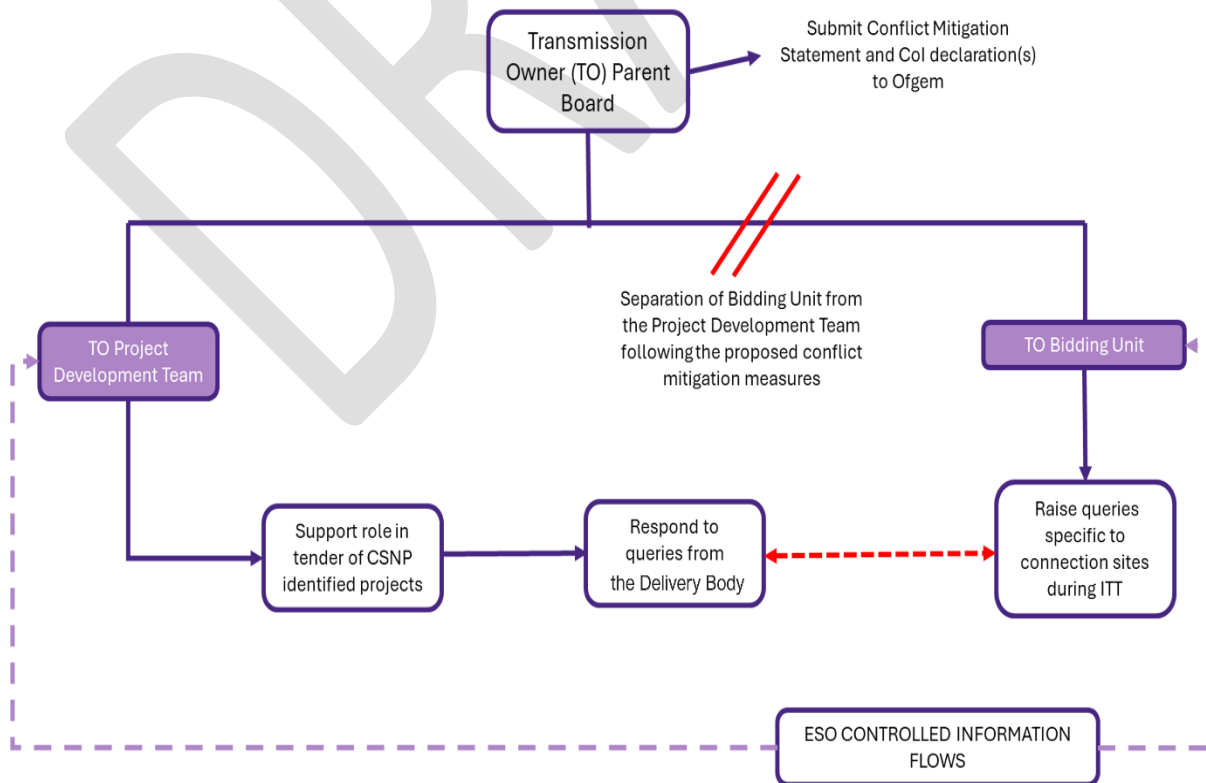 Transmission
Owner (TO) Parent
Board
Submit Conflict Mitigation
Statement and CoI declaration(s)
to Ofgem
Separation of Bidding Unit from
the Project Development Team
following the proposed conflict
mitigation measures
TO Project
Development Team
TO Bidding Unit
Support role in
tender of CSNP
identified projects
Respond to
queries from
the Delivery Body
Raise queries
specific to
connection sites
during ITT
ESO CONTROLLED INFORMATION
FLOWS